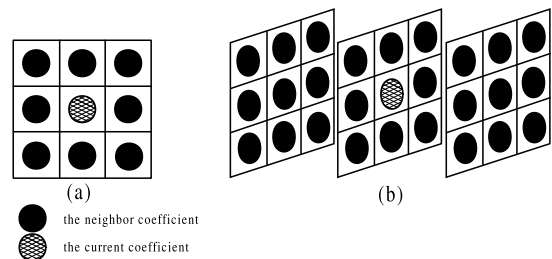 (a)
(b)
the neighbor coefficient
the current coefficient